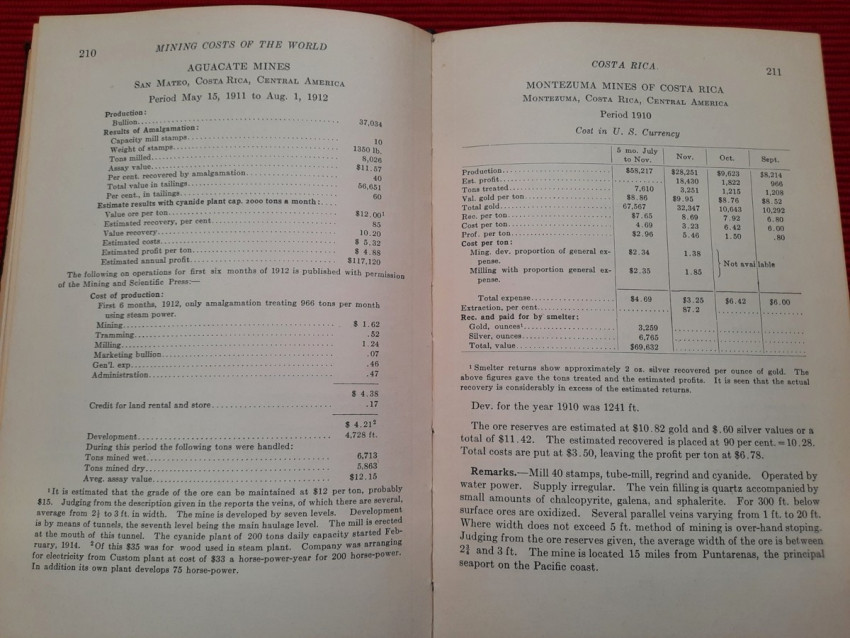 210
MINING COSTS OF THE WORLD
AGUACATE MINES
SAN MATEO, COSTA RICA, CENTRAL AMERICA
Period May 15, 1911 to Aug. 1, 1912
Production:
Bullion 37,034
Results of Amalgamation:
Capacity mill stamps 10
Weight of stamps 1350 lb.
Tons milled 8,026
Assay value $11.57
Per cent. recovered by amalgamation 40
Total value in tailings 56,651
Per cent., in tailings 60
Estimate results with cyanide plant cap. 2000 tons a month:
Value ore per ton $12.00¹
Estimated recovery, per cent 85
Value recovery 10.20
Estimated costs $ 5.32
Estimated profit per ton $ 4.88
Estimated annual profit $117,120
The following on operations for first six months of 1912 is published with permission
of the Mining and Scientific Press:—
Cost of production:
First 6 months, 1912, only amalgamation treating 966 tons per month
using steam power.
Mining $ 1.62
Tramming .52
Milling 1.24
Marketing bullion .07
Gen'l. exp .46
Administration .47
$ 4.38
Credit for land rental and store .17
$ 4.21²
Development 4,728 ft.
During this period the following tons were handled:
Tons mined wet 6,713
Tons mined dry 5,863
Aveg. assay value $12.15
¹It is estimated that the grade of the ore can be maintained at $12 per ton, probably
$15. Judging from the description given in the reports the veins, of which there are several,
average from 2½ to 3 ft. in width. The mine is developed by seven levels. Development
is by means of tunnels, the seventh level being the main haulage level. The mill is erected
at the mouth of this tunnel. The cyanide plant of 200 tons daily capacity started Feb-
ruary, 1914. ²Of this $35 was for wood used in steam plant. Company was arranging
for electricity from Custom plant at cost of $33 a horse-power-year for 200 horse-power.
In addition its own plant develops 75 horse-power.
COSTA RICA
211
MONTEZUMA MINES OF COSTA RICA
MONTEZUMA, COSTA RICA, CENTRAL AMERICA
Period 1910
Cost in U. S. Currency
5 mo. July to Nov. Nov. Oct. Sept.
Production $58,217 $28,251 $9,623 $8,214
Est. profit 18,430 1,822 966
Tons treated 7,610 3,251 1,215 1,208
Val. gold per ton $8.86 $9.95 $8.76 $8.52
Total gold 67,567 32,347 10,643 10,292
Rec. per ton $7.65 8.69 7.92 6.80
Cost per ton 4.69 3.23 6.42 6.00
Prof. per ton $2.96 5.46 1.50 .80
Cost per ton:
Ming. dev. proportion of general ex- $2.34 1.38
pense. Not available
Milling with proportion general ex- $2.35 1.85
pense.
Total expense $4.69 $3.25 $6.42 $6.00
Extraction, per cent 87.2
Rec. and paid for by smelter:
Gold, ounces¹ 3,259
Silver, ounces 6,765
Total, value $69,632
¹Smelter returns show approximately 2 oz. silver recovered per ounce of gold. The
above figures gave the tons treated and the estimated profits. It is seen that the actual
recovery is considerably in excess of the estimated returns.
Dev. for the year 1910 was 1241 ft.
The ore reserves are estimated at $10.82 gold and $.60 silver values or a
total of $11.42. The estimated recovered is placed at 90 per cent. = 10.28.
Total costs are put at $3.50, leaving the profit per ton at $6.78.
Remarks.—Mill 40 stamps, tube-mill, regrind and cyanide. Operated by
water power. Supply irregular. The vein filling is quartz accompanied by
small amounts of chalcopyrite, galena, and sphalerite. For 300 ft. below
surface ores are oxidized. Several parallel veins varying from 1 ft. to 20 ft.
Where width does not exceed 5 ft. method of mining is over-hand stoping.
Judging from the ore reserves given, the average width of the ore is between
2¾ and 3 ft. The mine is located 15 miles from Puntarenas, the principal
seaport on the Pacific coast.